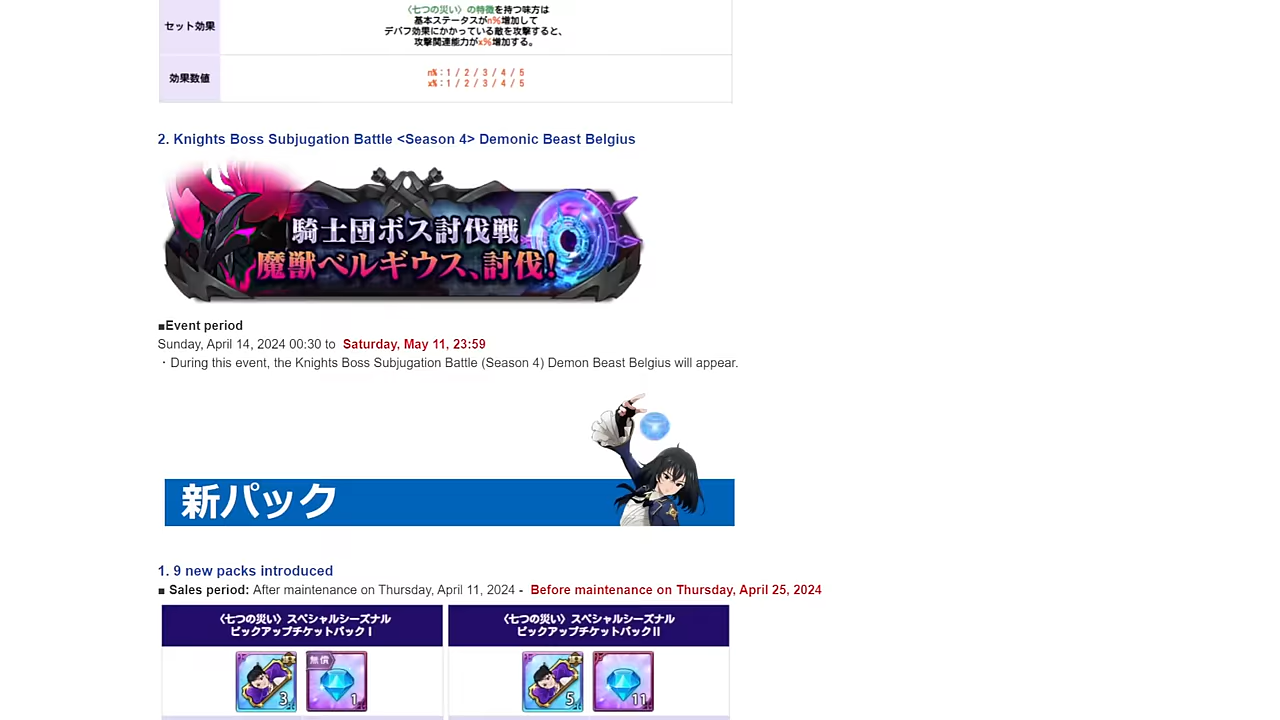 〈七つの災い〉の特徴を持つ味方は
基本ステータスがn%増加して
セット効果
デバフ効果にかかっている敵を攻撃すると、
攻撃関連能力がx%増加する。
効果数値
n%：1 / 2 / 3 / 4 / 5
x%：1 / 2 / 3 / 4 / 5
2. Knights Boss Subjugation Battle <Season 4> Demonic Beast Belgius
騎士団ボス討伐戦
魔獣ベルギウス、討伐!
■Event period
Sunday, April 14, 2024 00:30 to Saturday, May 11, 23:59
・During this event, the Knights Boss Subjugation Battle (Season 4) Demon Beast Belgius will appear.
新パック
1. 9 new packs introduced
■ Sales period: After maintenance on Thursday, April 11, 2024 - Before maintenance on Thursday, April 25, 2024
〈七つの災い〉スペシャルシーズナル
ピックアップチケットパックⅠ
〈七つの災い〉スペシャルシーズナル
ピックアップチケットパックⅡ
無償
3
1
5
11